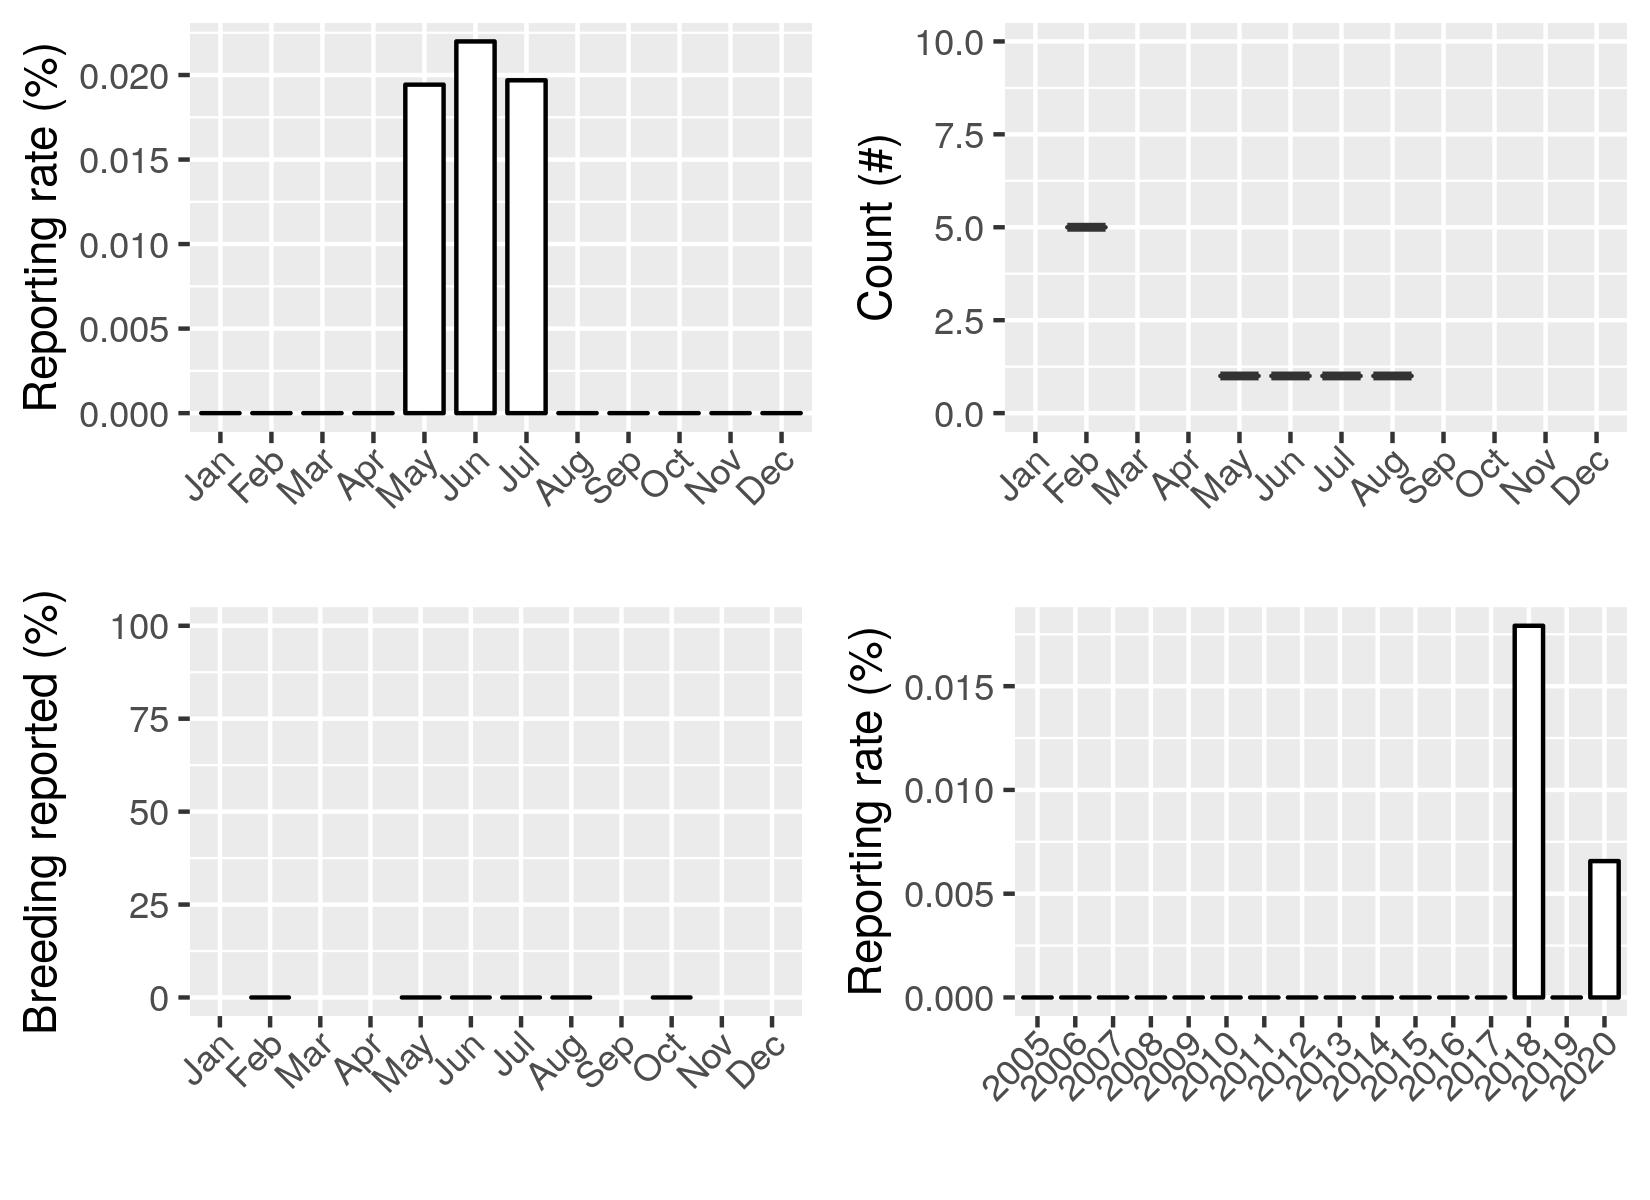 Reporting rate (%)
0.020
0.015
0.010
0.005
0.000
Jan Feb Mar Apr May Jun Jul Aug Sep Oct Nov Dec
Count (#)
10.0
7.5
5.0
2.5
0.0
Jan Feb Mar Apr May Jun Jul Aug Sep Oct Nov Dec
Breeding reported (%)
100
75
50
25
0
Jan Feb Mar Apr May Jun Jul Aug Sep Oct Nov Dec
Reporting rate (%)
0.015
0.010
0.005
0.000
2005 2006 2007 2008 2009 2010 2011 2012 2013 2014 2015 2016 2017 2018 2019 2020